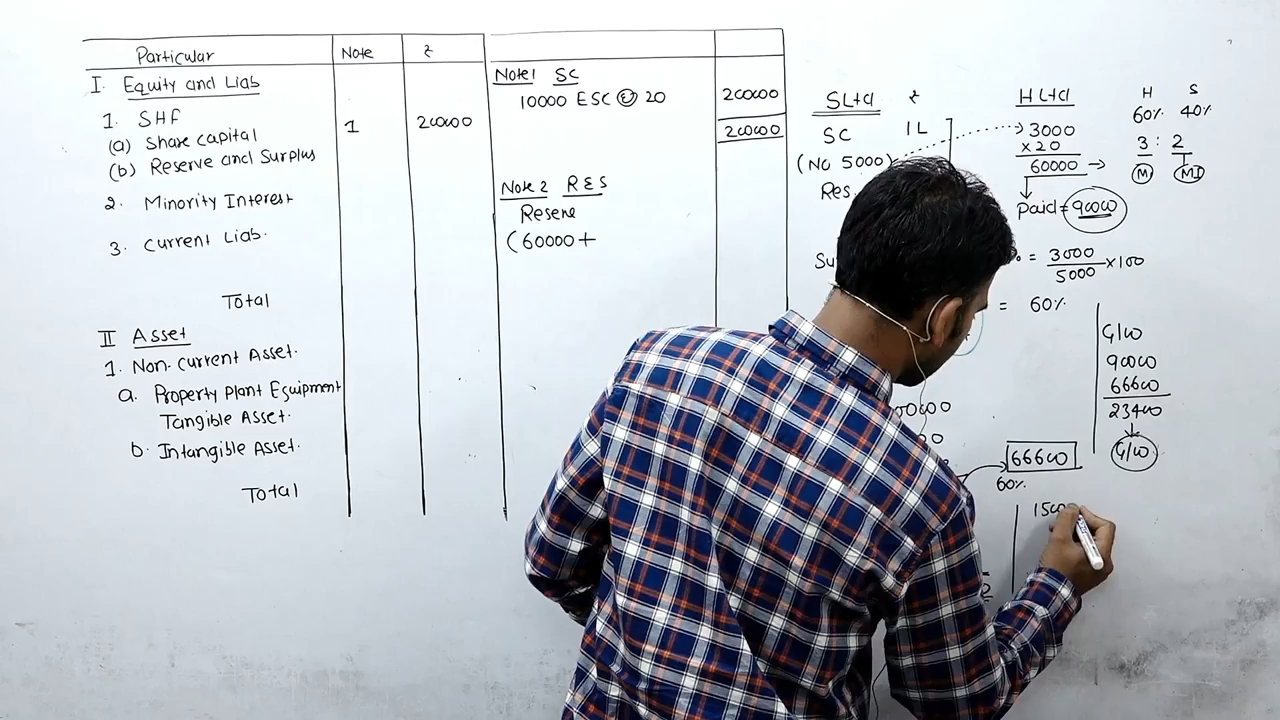 Particular Note ₹
I. Equity and Liab
1. SHF
(a) Share capital 1 200000
(b) Reserve and Surplus
2. Minority Interest
3. Current Liab.
Total
II Asset
1. Non. current Asset.
a. Property Plant Equipment
Tangible Asset.
b. Intangible Asset.
Total
Note 1 SC
10000 ESC @ 20 200000
200000
Note 2 R & S
Reserve
(60000 +
SLtd ₹
SC 1L
(No 5000)
Res.
HLtd
3000
×20
60000 →
Paid = 90000
H S
60% 40%
3 : 2
M MI
= 3000 ×100
5000
= 60%
G/W
90000
66600
23400
G/W
66600
60%